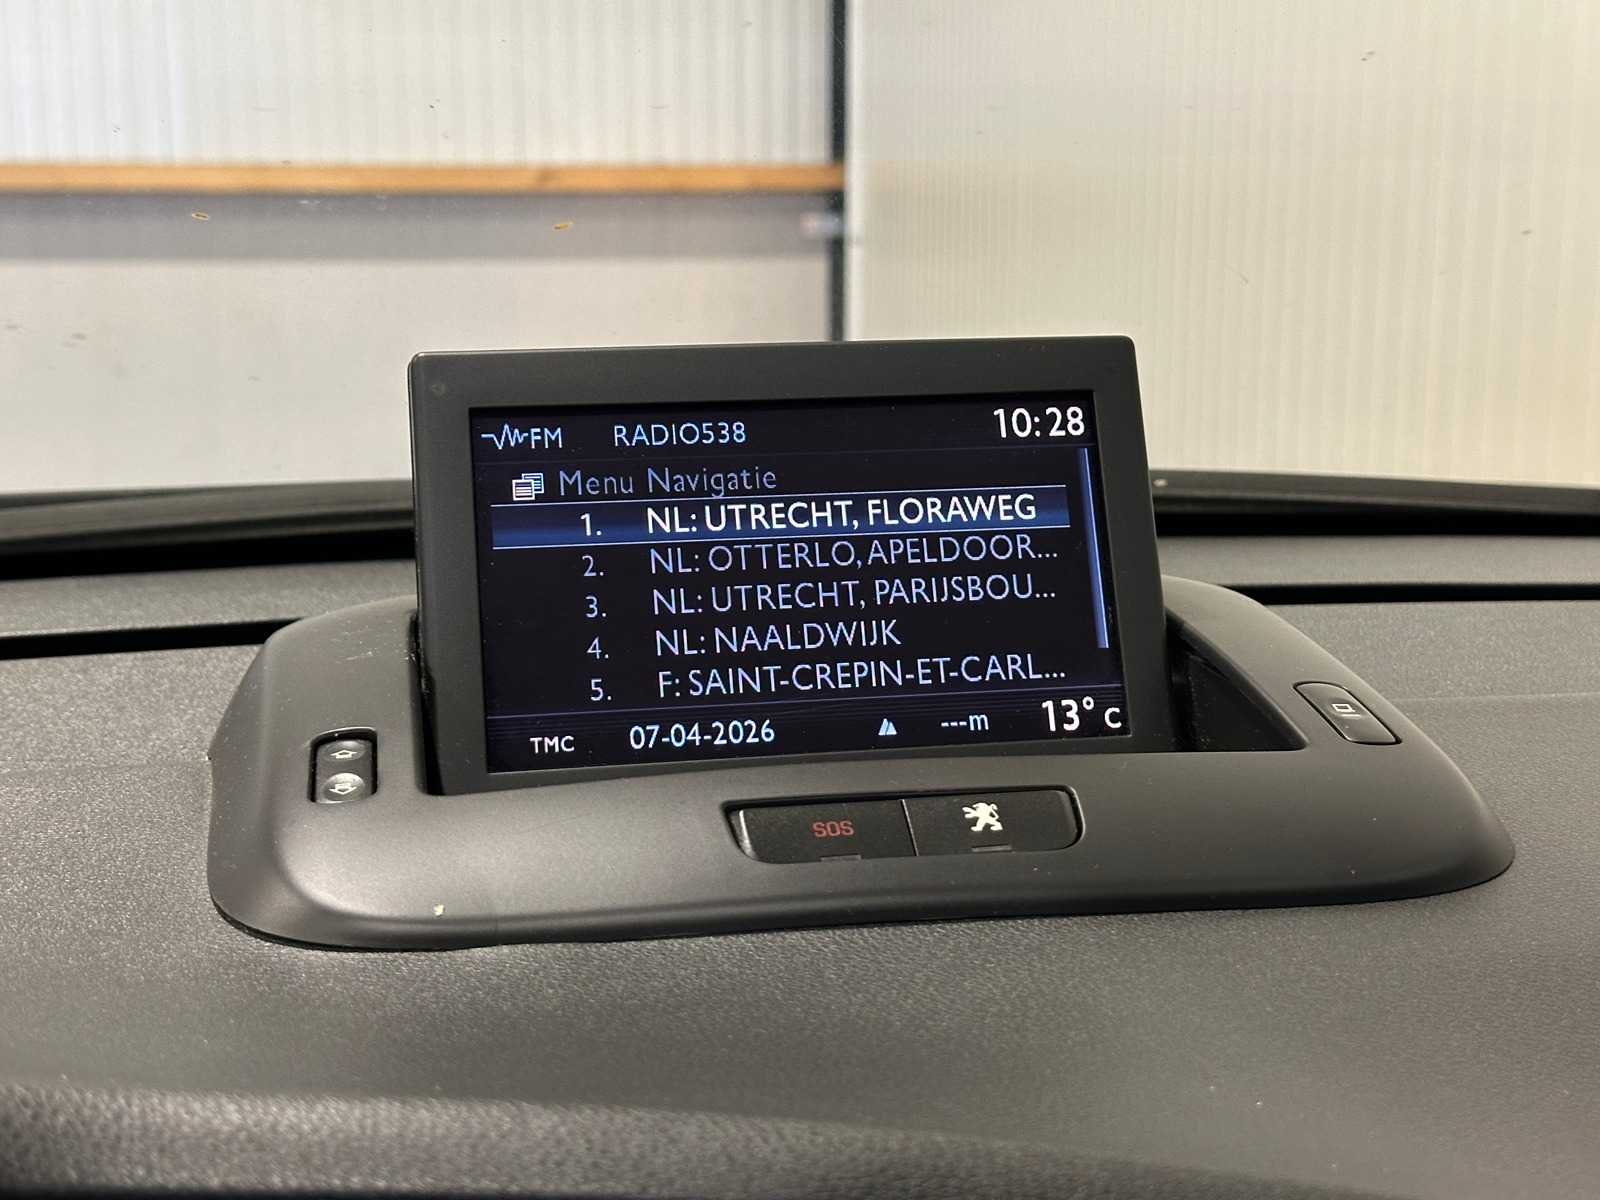 FM RADIO538 10:28
Menu Navigatie
1. NL: UTRECHT, FLORAWEG
2. NL: OTTERLO, APELDOOR...
3. NL: UTRECHT, PARIJSBOU...
4. NL: NAALDWIJK
5. F: SAINT-CREPIN-ET-CARL...
TMC 07-04-2026 ---m 13° C
SOS